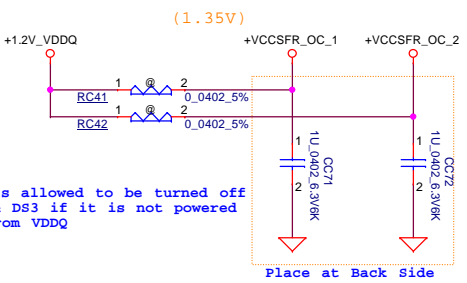 (1.35V)
+1.2V_VDDQ
+VCCSFR_OC_1
+VCCSFR_OC_2
1 @ 2
RC41 0_0402_5%
1 @ 2
RC42 0_0402_5%
1
2
CC71
1U_0402_6.3V6K
1
2
CC72
1U_0402_6.3V6K
s allowed to be turned off
DS3 if it is not powered
rom VDDQ
Place at Back Side